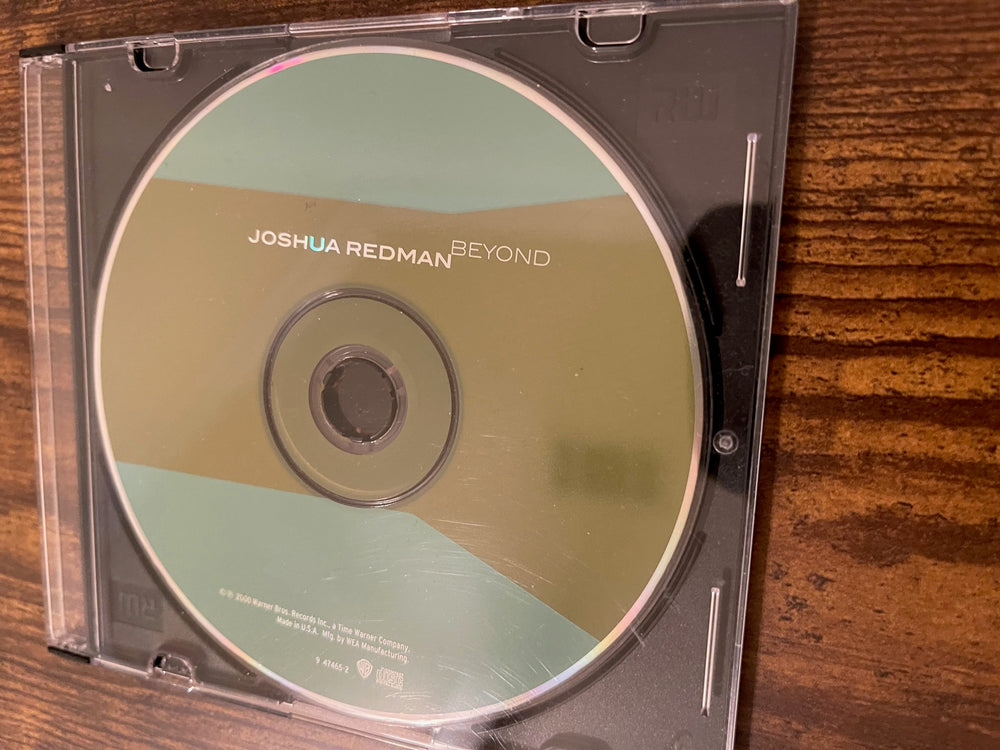 JOSHUA REDMAN BEYOND
©℗ 2000 Warner Bros. Records Inc., a Time Warner Company.
Made in U.S.A. Mfg. by WEA Manufacturing.
9 47465-2